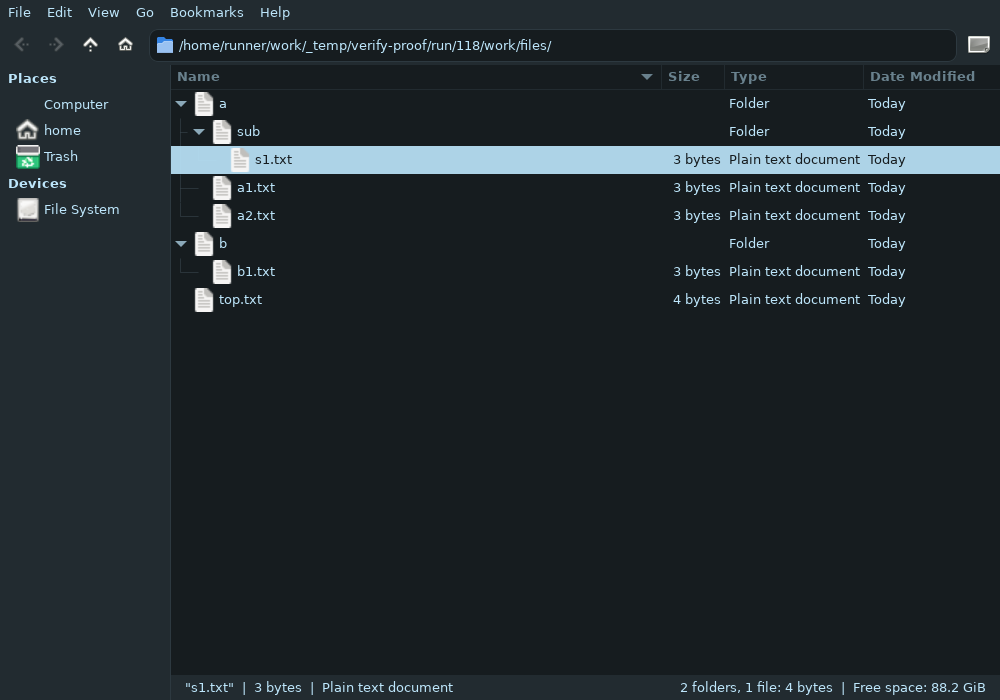 File Edit View Go Bookmarks Help
/home/runner/work/_temp/verify-proof/run/118/work/files/
Places
Computer
home
Trash
Devices
File System
Name Size Type Date Modified
a Folder Today
sub Folder Today
s1.txt 3 bytes Plain text document Today
a1.txt 3 bytes Plain text document Today
a2.txt 3 bytes Plain text document Today
b Folder Today
b1.txt 3 bytes Plain text document Today
top.txt 4 bytes Plain text document Today
"s1.txt" | 3 bytes | Plain text document 2 folders, 1 file: 4 bytes | Free space: 88.2 GiB